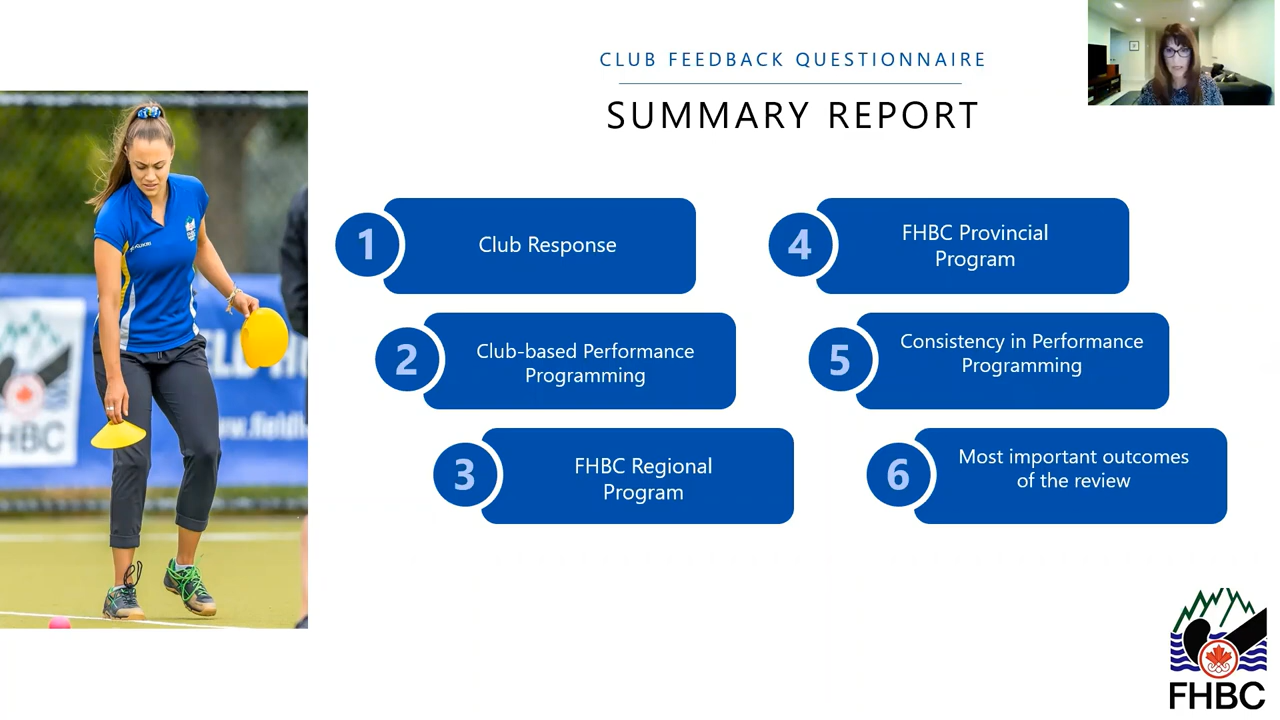 CLUB FEEDBACK QUESTIONNAIRE
SUMMARY REPORT
1
Club Response
2
Club-based Performance
Programming
3
FHBC Regional
Program
4
FHBC Provincial
Program
5
Consistency in Performance
Programming
6
Most important outcomes
of the review
HBC
FHBC